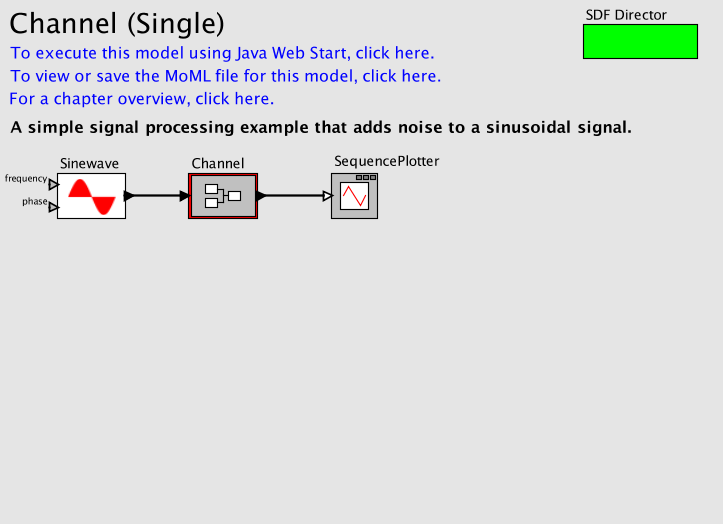 Channel (Single)
SDF Director
To execute this model using Java Web Start, click here.
To view or save the MoML file for this model, click here.
For a chapter overview, click here.
A simple signal processing example that adds noise to a sinusoidal signal.
Sinewave
Channel
SequencePlotter
frequency
phase